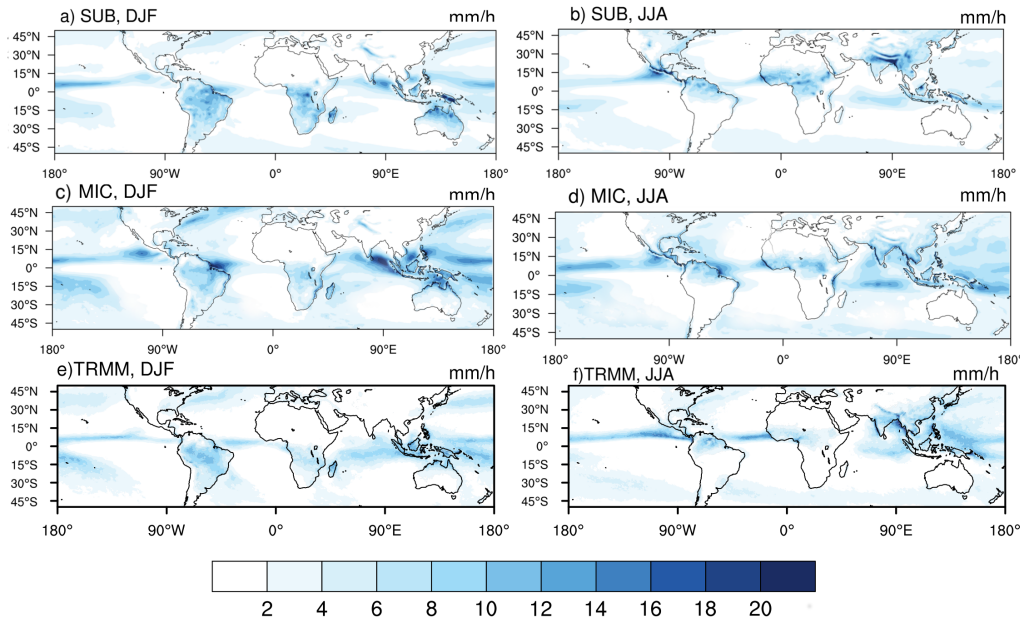 a) SUB, DJF mm/h
b) SUB, JJA mm/h
45°N 45°N
30°N 30°N
15°N 15°N
0° 0°
15°S 15°S
30°S 30°S
45°S 45°S
180° 90°W 0° 90°E 180° 180° 90°W 0° 90°E 180°
c) MIC, DJF mm/h
d) MIC, JJA mm/h
45°N 45°N
30°N 30°N
15°N 15°N
0° 0°
15°S 15°S
30°S 30°S
45°S 45°S
180° 90°W 0° 90°E 180° 180° 90°W 0° 90°E 180°
e)TRMM, DJF mm/h
f)TRMM, JJA mm/h
45°N 45°N
30°N 30°N
15°N 15°N
0° 0°
15°S 15°S
30°S 30°S
45°S 45°S
180° 90°W 0° 90°E 180° 180° 90°W 0° 90°E 180°
2 4 6 8 10 12 14 16 18 20